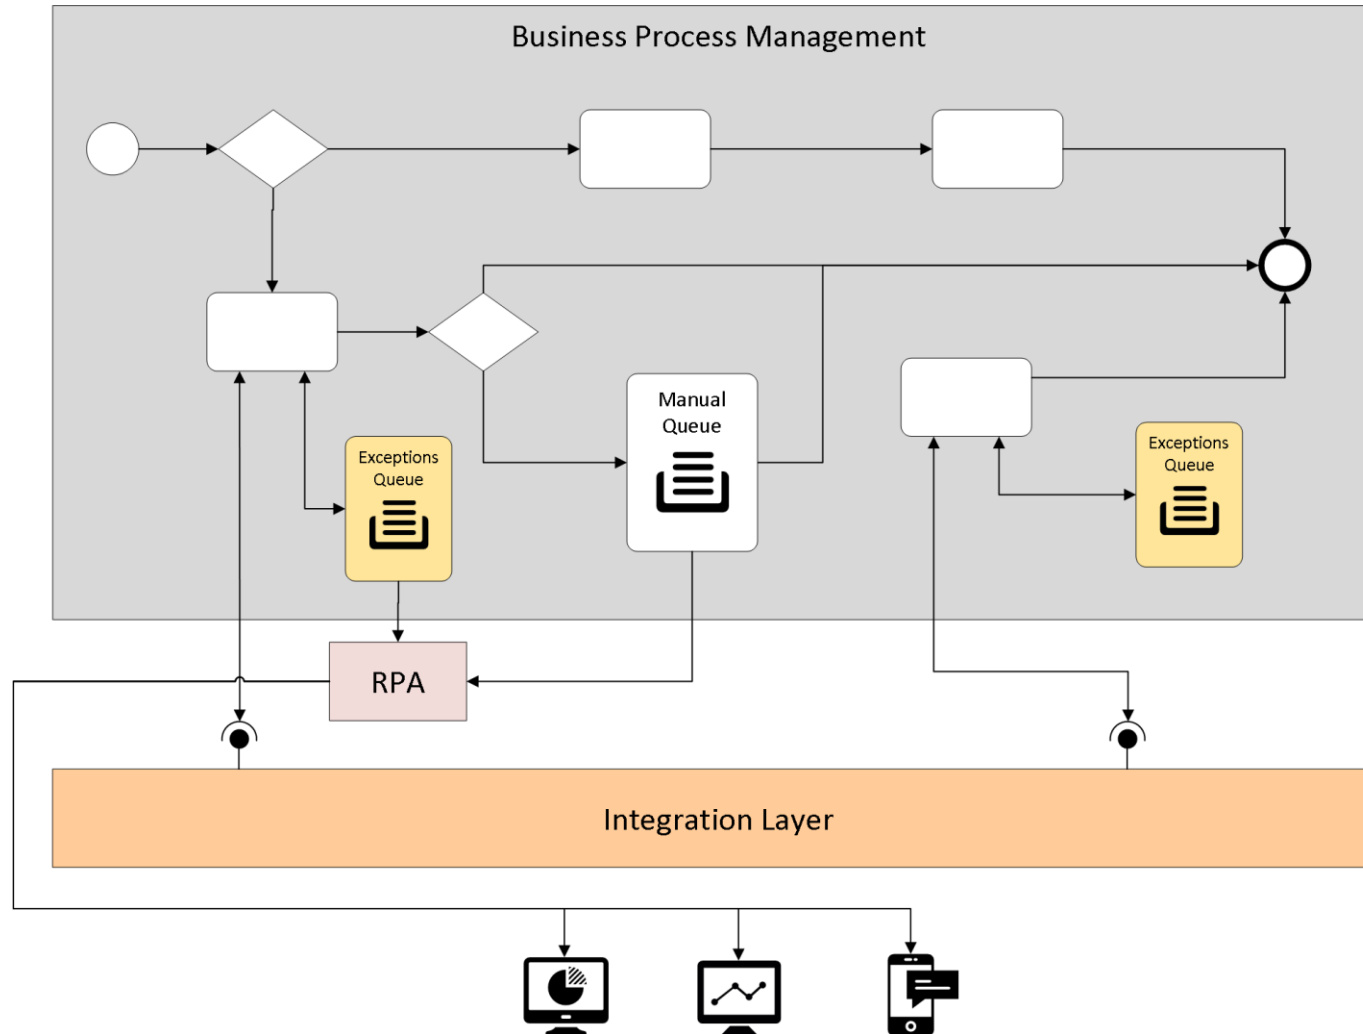 Business Process Management
Manual
Queue
Exceptions
Queue
Exceptions
Queue
RPA
Integration Layer